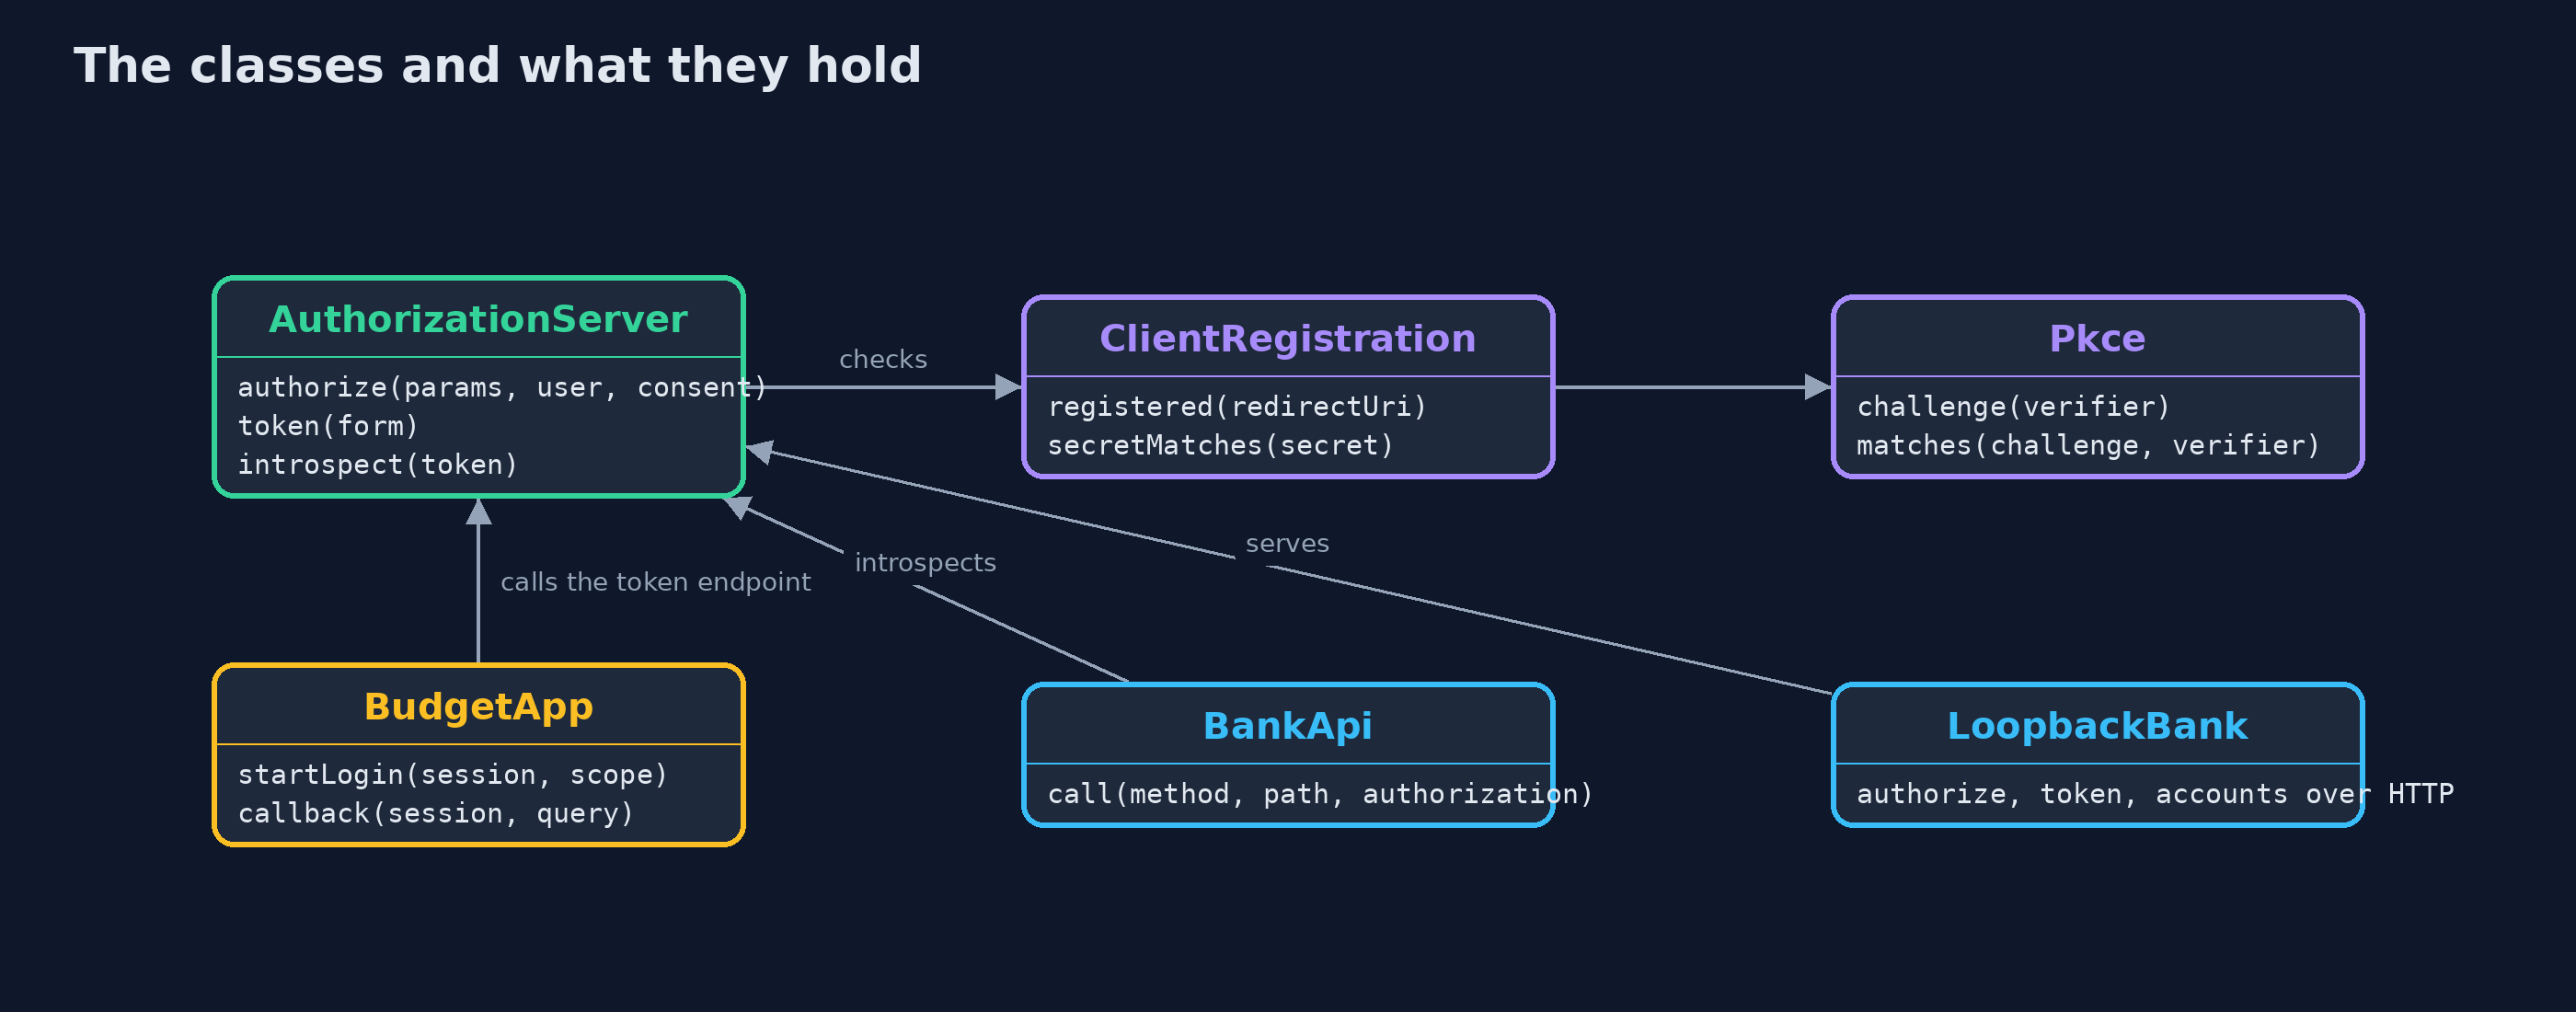 The classes and what they hold
AuthorizationServer
authorize(params, user, consent)
token(form)
introspect(token)
checks
ClientRegistration
registered(redirectUri)
secretMatches(secret)
Pkce
challenge(verifier)
matches(challenge, verifier)
serves
introspects
calls the token endpoint
BudgetApp
startLogin(session, scope)
callback(session, query)
BankApi
call(method, path, authorization)
LoopbackBank
authorize, token, accounts over HTTP